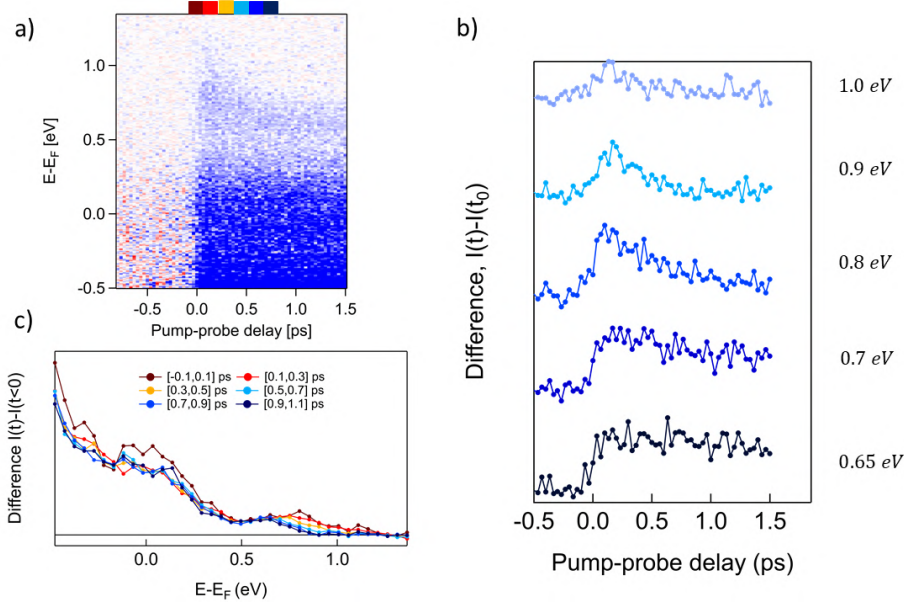 a)
1.0
0.5
0.0
-0.5
E-E_F [eV]
-0.5 0.0 0.5 1.0 1.5
Pump-probe delay [ps]
b)
1.0 eV
0.9 eV
0.8 eV
0.7 eV
0.65 eV
Difference, I(t)-I(t_0)
-0.5 0.0 0.5 1.0 1.5
Pump-probe delay (ps)
c)
[-0.1,0.1] ps [0.1,0.3] ps
[0.3,0.5] ps [0.5,0.7] ps
[0.7,0.9] ps [0.9,1.1] ps
Difference I(t)-I(t<0)
0.0 0.5 1.0
E-E_F (eV)